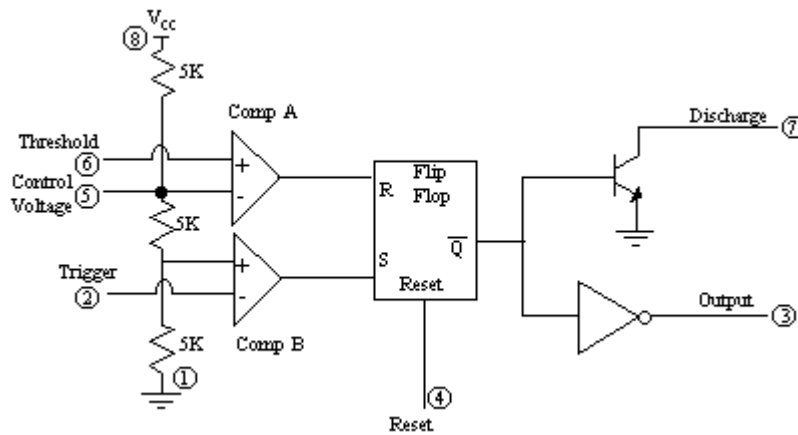 V_CC
8
5K
Comp A
Threshold
6
+
Control
5
Voltage
-
5K
R
Flip
Flop
Q̅
S
Reset
Discharge
7
Trigger
2
+
-
Comp B
5K
1
4
Reset
Output
3